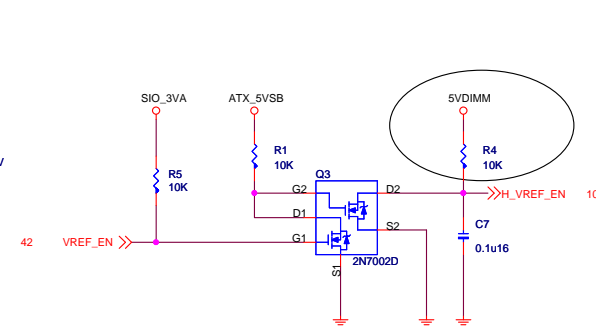 SIO_3VA ATX_5VSB 5VDIMM
R1
10K
R4
10K
R5
10K
Q3
G2 D2
H_VREF_EN 10
D1
S2
C7
42 VREF_EN G1
0.1u16
2N7002D
S1